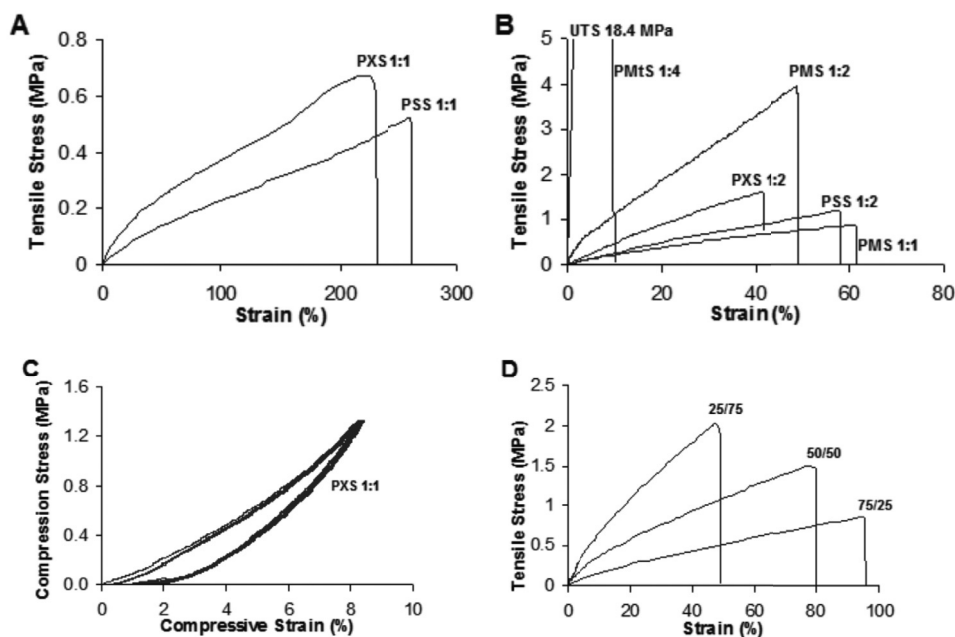 A
Tensile Stress (MPa)
0.8
0.6
0.4
0.2
0
PXS 1:1
PSS 1:1
0
100
200
300
Strain (%)
B
Tensile Stress (MPa)
5
4
3
2
1
0
UTS 18.4 MPa
PMtS 1:4
PMS 1:2
PXS 1:2
PSS 1:2
PMS 1:1
0
20
40
60
80
Strain (%)
C
Compression Stress (MPa)
1.6
1.2
0.8
0.4
0.0
PXS 1:1
0
2
4
6
8
10
Compressive Strain (%)
D
Tensile Stress (MPa)
2.5
2
1.5
1
0.5
0
25/75
50/50
75/25
0
20
40
60
80
100
Strain (%)